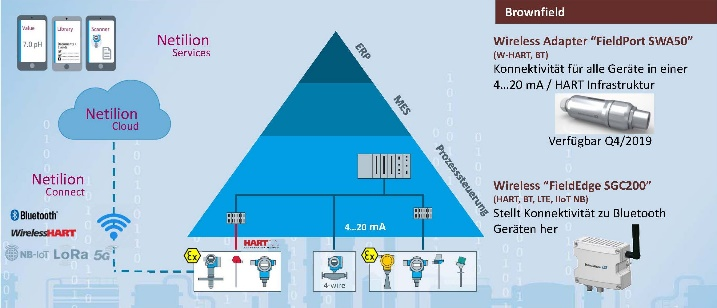 Value
7.0 pH
Library
Scanner
Netilion
Services
Netilion
Cloud
Netilion
Connect
Bluetooth®
WirelessHART
NB-IoT LoRa 5G
ERP
MES
Prozesssteuerung
4...20 mA
HART
Ex
4-wire
Ex
Brownfield
Wireless Adapter “FieldPort SWA50”
(W-HART, BT)
Konnektivität für alle Geräte in einer
4…20 mA / HART Infrastruktur
Verfügbar Q4/2019
Wireless “FieldEdge SGC200”
(HART, BT, LTE, IIoT NB)
Stellt Konnektivität zu Bluetooth
Geräten her